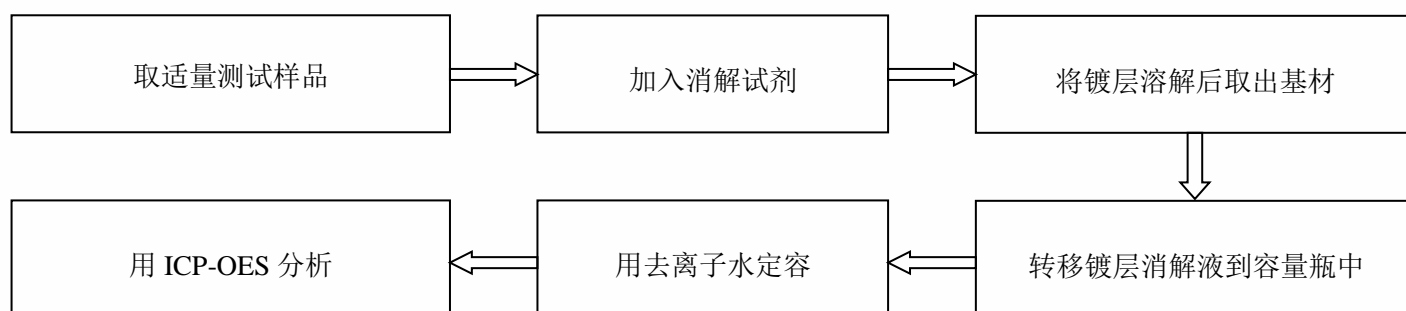 取适量测试样品
加入消解试剂
将镀层溶解后取出基材
转移镀层消解液到容量瓶中
用去离子水定容
用 ICP-OES 分析